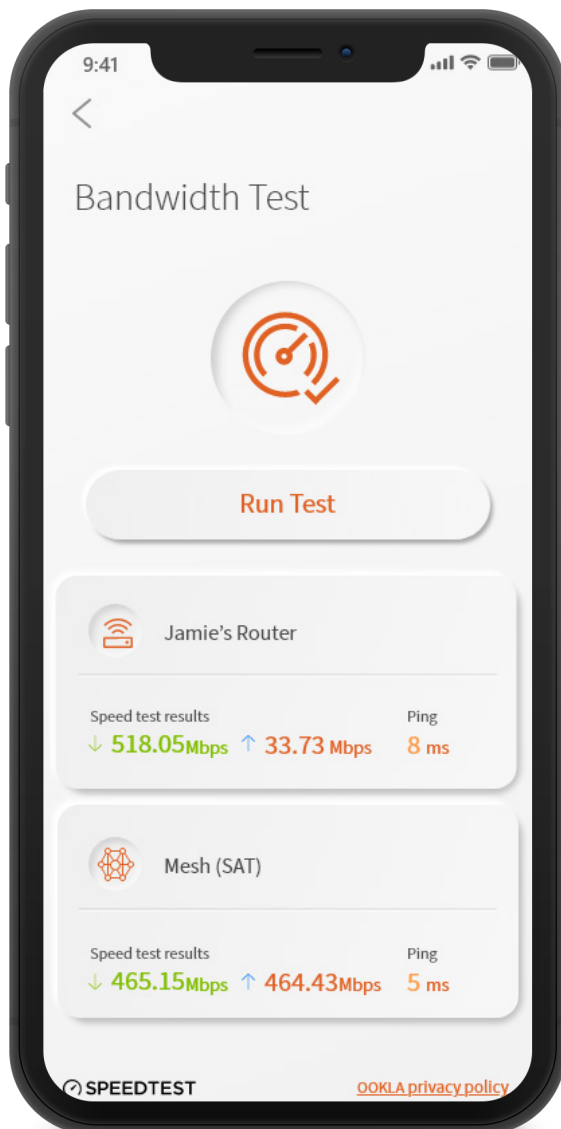 9:41
Bandwidth Test
Run Test
Jamie's Router
Speed test results Ping
↓ 518.05Mbps ↑ 33.73 Mbps 8 ms
Mesh (SAT)
Speed test results Ping
↓ 465.15Mbps ↑ 464.43Mbps 5 ms
SPEEDTEST OOKLA privacy policy